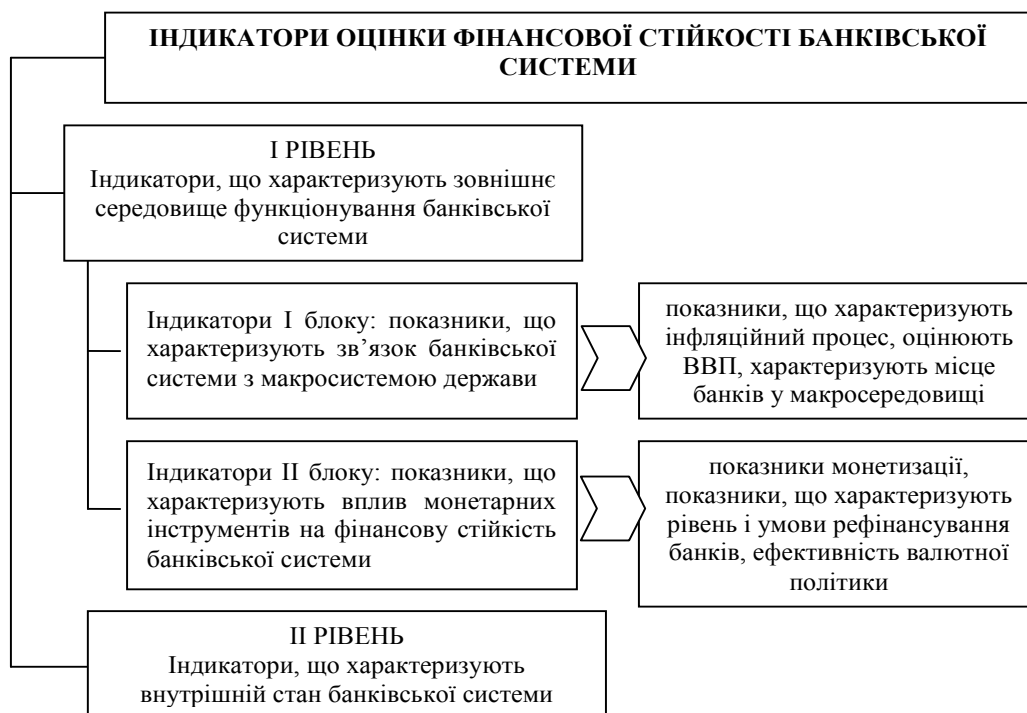 ІНДИКАТОРИ ОЦІНКИ ФІНАНСОВОЇ СТІЙКОСТІ БАНКІВСЬКОЇ
СИСТЕМИ
І РІВЕНЬ
Індикатори, що характеризують зовнішнє
середовище функціонування банківської
системи
Індикатори І блоку: показники, що
характеризують зв’язок банківської
системи з макросистемою держави
показники, що характеризують
інфляційний процес, оцінюють
ВВП, характеризують місце
банків у макросередовищі
Індикатори ІІ блоку: показники, що
характеризують вплив монетарних
інструментів на фінансову стійкість
банківської системи
показники монетизації,
показники, що характеризують
рівень і умови рефінансування
банків, ефективність валютної
політики
ІІ РІВЕНЬ
Індикатори, що характеризують
внутрішній стан банківської системи